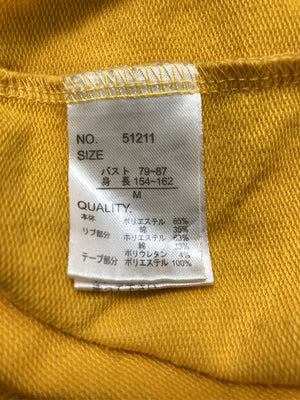 NO. 51211
SIZE
バスト 79~87
身 長 154~162
M
QUALITY.
本体 ポリエステル 65%
綿 35%
リブ部分 ポリエステル 63%
綿 33%
ポリウレタン 4%
テープ部分 ポリエステル 100%